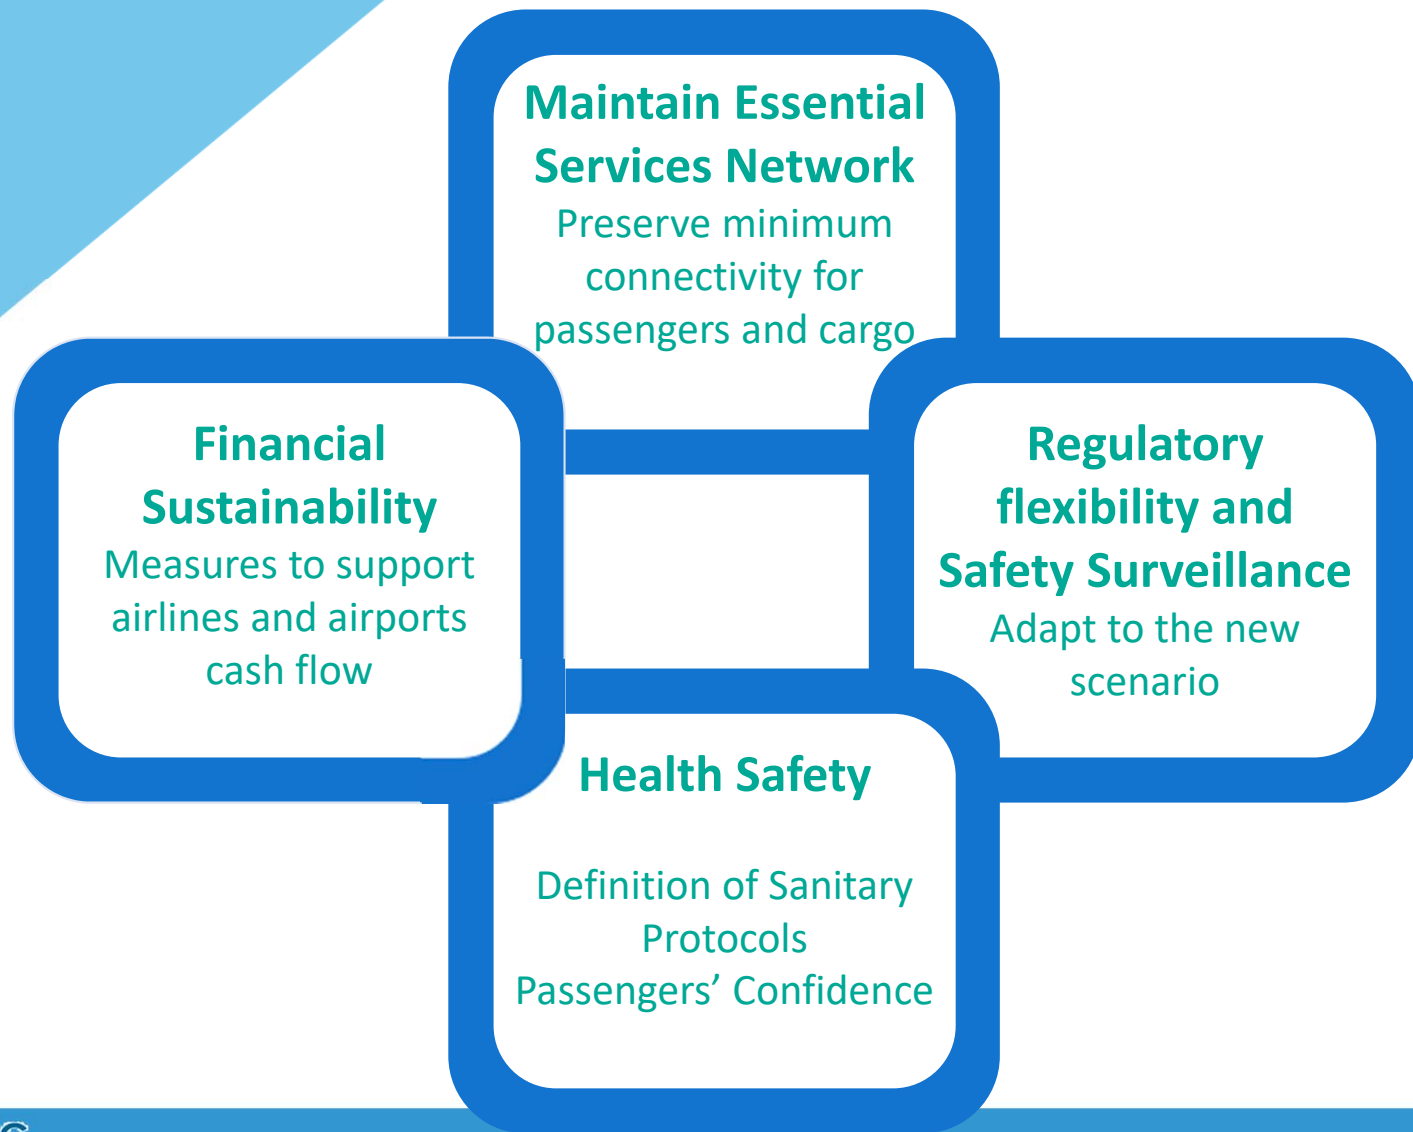 Maintain Essential
Services Network
Preserve minimum
connectivity for
passengers and cargo
Financial
Sustainability
Measures to support
airlines and airports
cash flow
Regulatory
flexibility and
Safety Surveillance
Adapt to the new
scenario
Health Safety
Definition of Sanitary
Protocols
Passengers’ Confidence